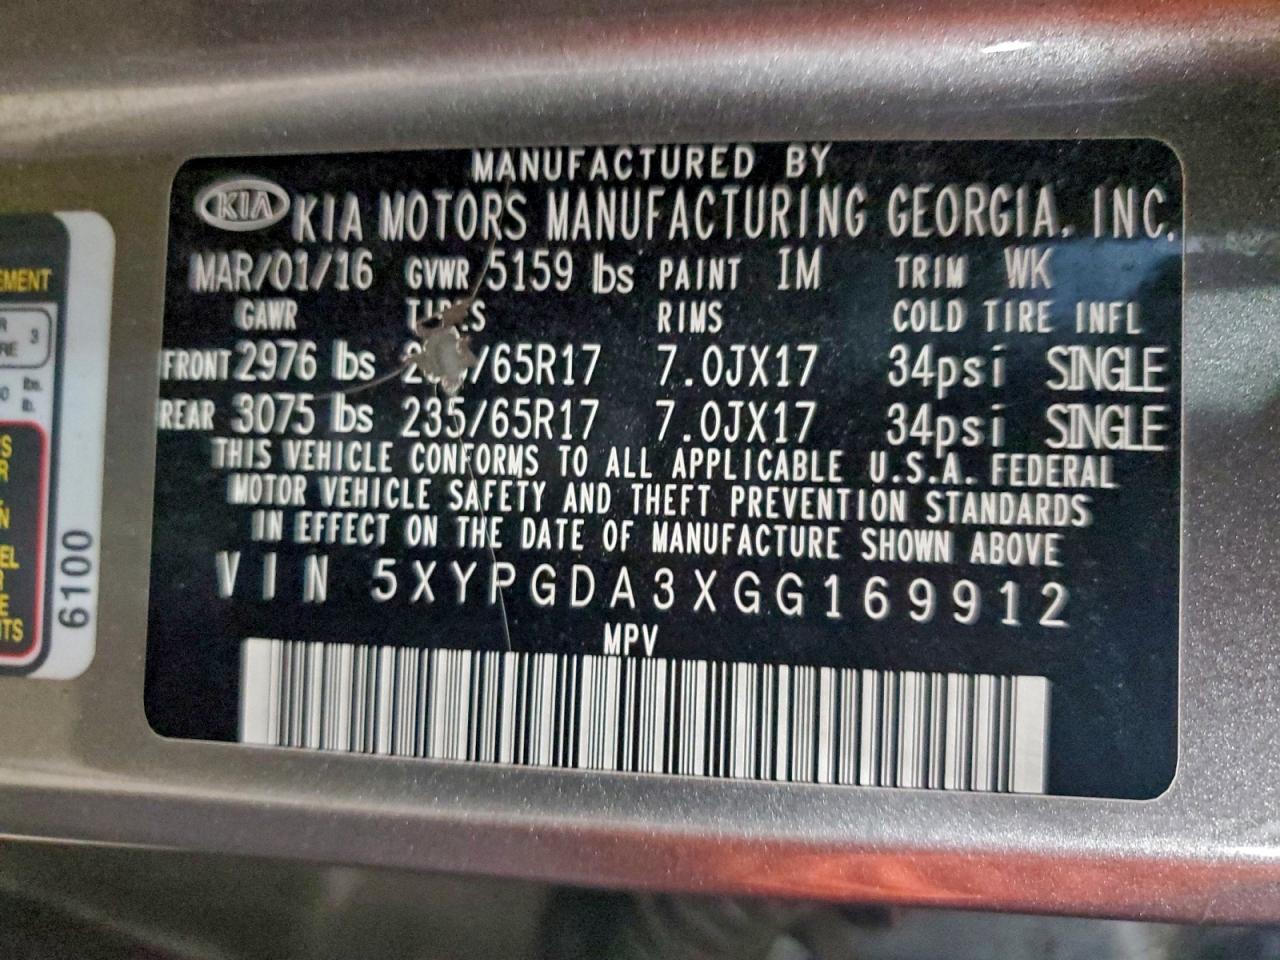 MANUFACTURED BY
KIA KIA MOTORS MANUFACTURING GEORGIA, INC.
MAR/01/16 GVWR 5159 lbs PAINT IM TRIM WK
GAWR TIRES RIMS COLD TIRE INFL
FRONT 2976 lbs /65R17 7.0JX17 34psi SINGLE
REAR 3075 lbs 235/65R17 7.0JX17 34psi SINGLE
THIS VEHICLE CONFORMS TO ALL APPLICABLE U.S.A. FEDERAL
MOTOR VEHICLE SAFETY AND THEFT PREVENTION STANDARDS
IN EFFECT ON THE DATE OF MANUFACTURE SHOWN ABOVE
VIN 5XYPGDA3XGG169912
MPV
6100